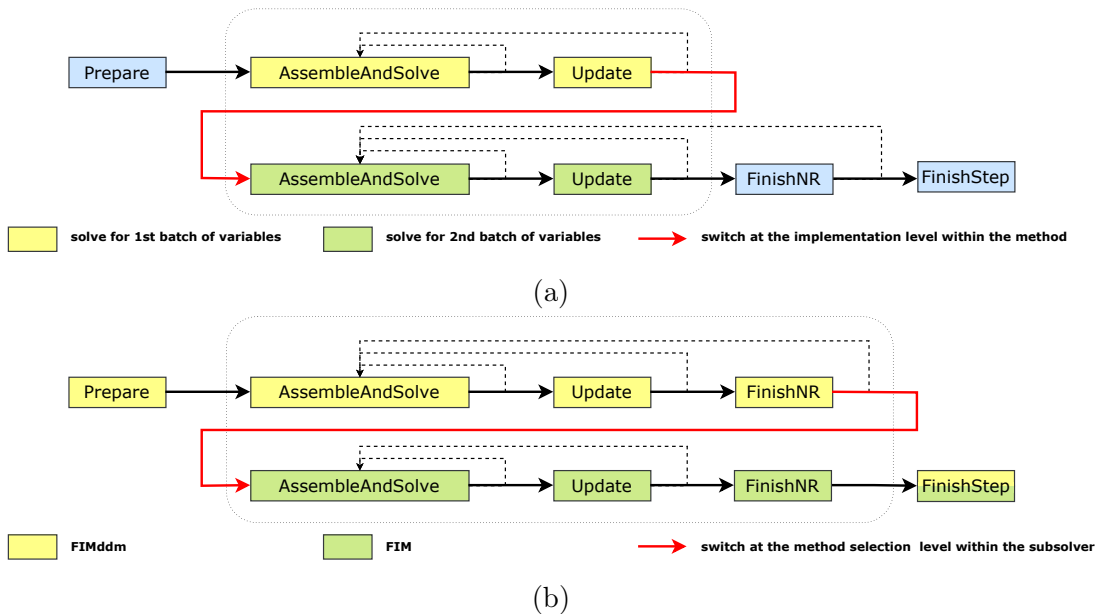 Prepare
AssembleAndSolve
Update
AssembleAndSolve
Update
FinishNR
FinishStep
solve for 1st batch of variables
solve for 2nd batch of variables
switch at the implementation level within the method
(a)
Prepare
AssembleAndSolve
Update
FinishNR
AssembleAndSolve
Update
FinishNR
FinishStep
FIMddm
FIM
switch at the method selection level within the subsolver
(b)